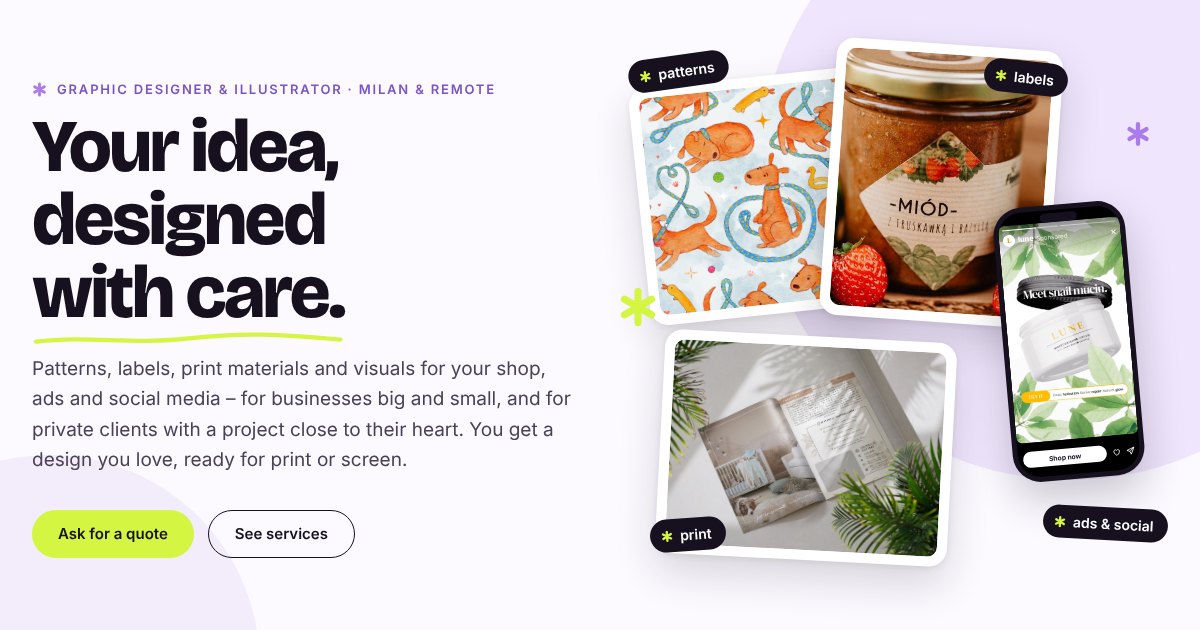 GRAPHIC DESIGNER & ILLUSTRATOR · MILAN & REMOTE
Your idea,
designed
with care.
Patterns, labels, print materials and visuals for your shop,
ads and social media – for businesses big and small, and for
private clients with a project close to their heart. You get a
design you love, ready for print or screen.
Ask for a quote
See services
patterns
labels
-MIÓD-
Z TRUSKAWKĄ I BAZYLIĄ
lune Sponsored
Meet snail mucin.
LUNE
Shop now
print
ads & social